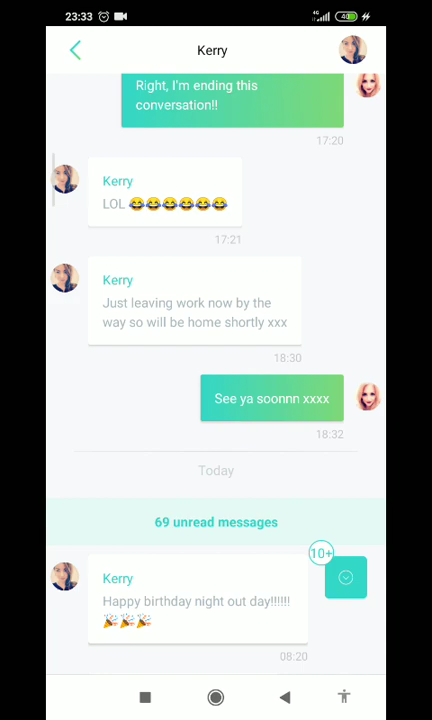 23:33
4G
40
Kerry
Right, I'm ending this
conversation!!
17:20
Kerry
LOL 😂😂😂😂😂😂
17:21
Kerry
Just leaving work now by the
way so will be home shortly xxx
18:30
See ya soonnn xxxx
18:32
Today
69 unread messages
10+
Kerry
Happy birthday night out day!!!!!!
🎉🎉🎉
08:20